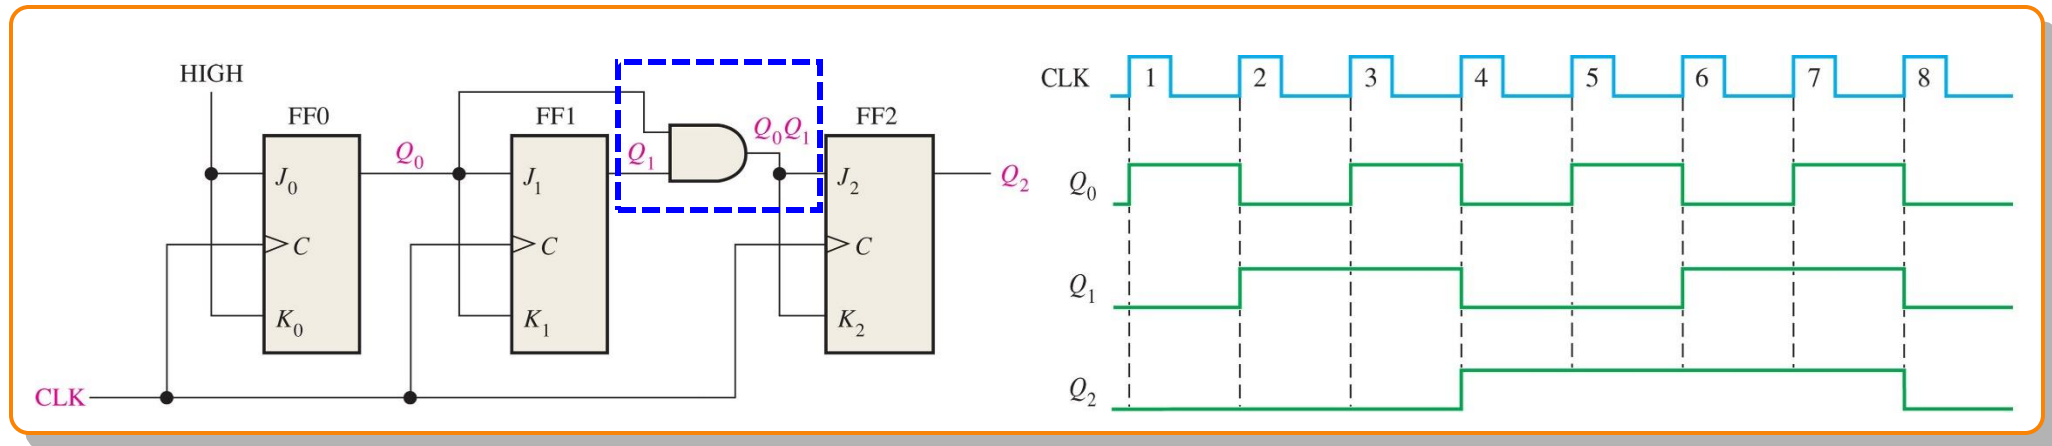 HIGH
FF0
FF1
FF2
Q₀
Q₁
Q₀Q₁
J₀
J₁
J₂
Q₂
C
C
C
K₀
K₁
K₂
CLK
CLK
1 2 3 4 5 6 7 8
Q₀
Q₁
Q₂